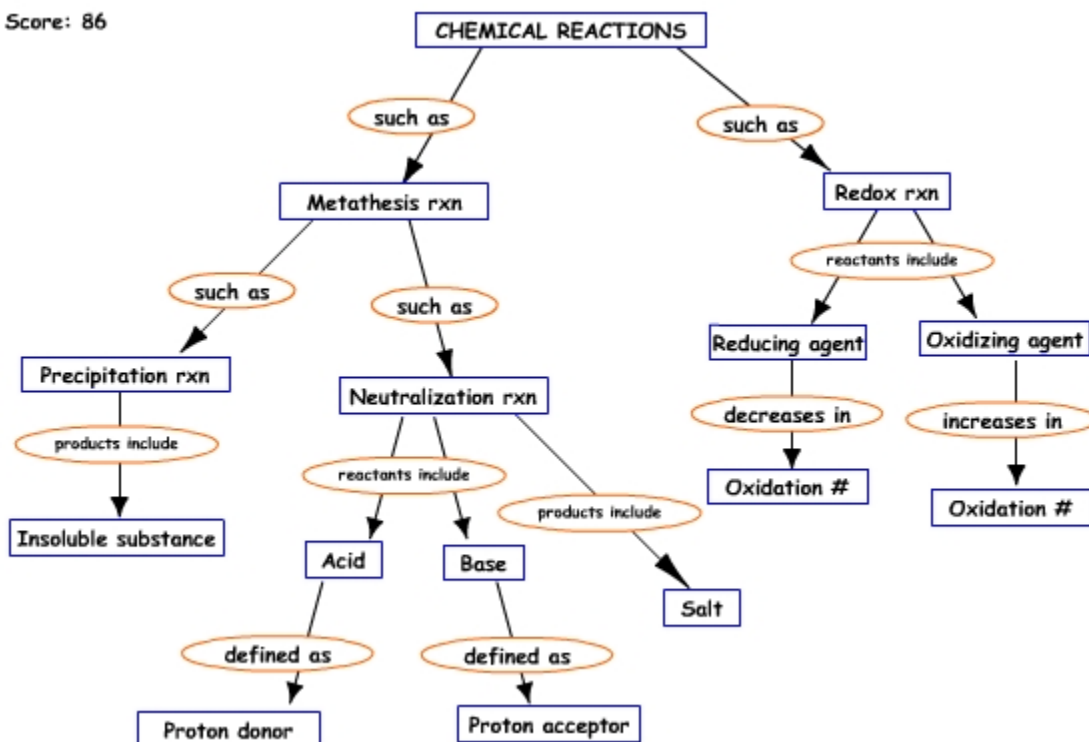 Score: 86
CHEMICAL REACTIONS
such as
such as
Metathesis rxn
Redox rxn
reactants include
such as
such as
Reducing agent
Oxidizing agent
Precipitation rxn
Neutralization rxn
decreases in
increases in
products include
reactants include
Oxidation #
Oxidation #
products include
Insoluble substance
Acid
Base
Salt
defined as
defined as
Proton donor
Proton acceptor